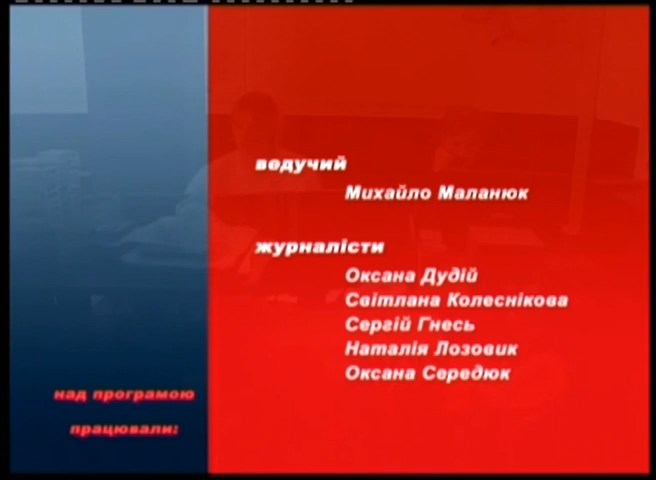 ведучий
Михайло Маланюк
журналісти
Оксана Дудій
Світлана Колеснікова
Сергій Гнесь
Наталія Лозовик
Оксана Середюк
над програмою
працювали: